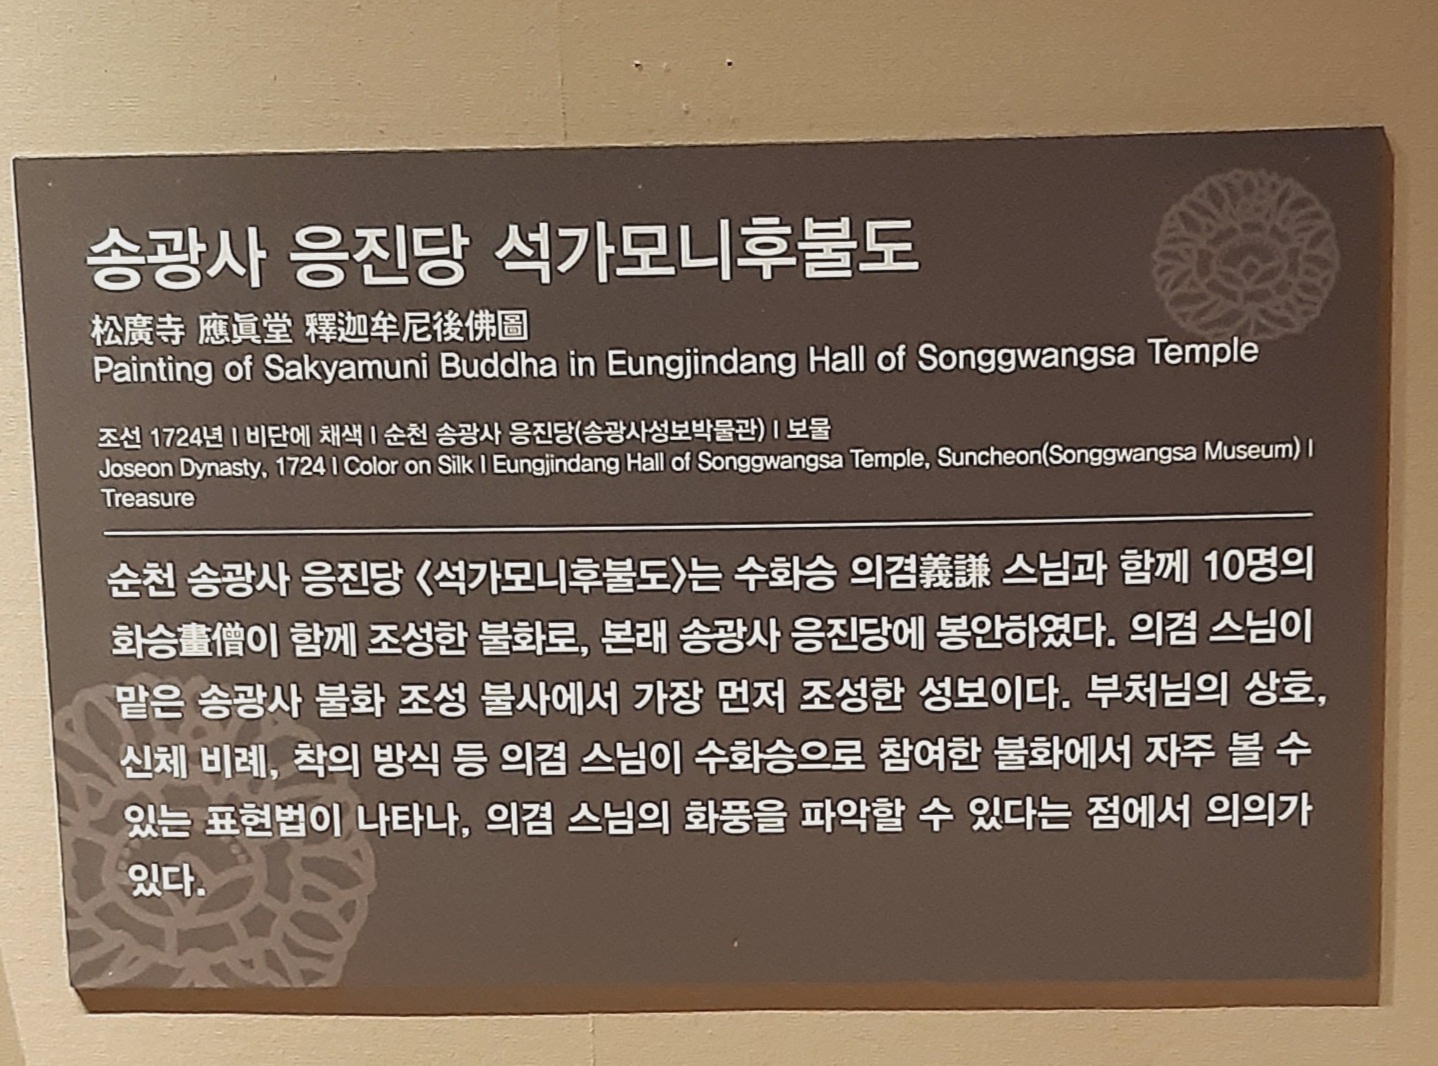 송광사 응진당 석가모니후불도
松廣寺 應眞堂 釋迦牟尼後佛圖
Painting of Sakyamuni Buddha in Eungjindang Hall of Songgwangsa Temple
조선 1724년 l 비단에 채색 l 순천 송광사 응진당(송광사성보박물관) l 보물
Joseon Dynasty, 1724 l Color on Silk l Eungjindang Hall of Songgwangsa Temple, Suncheon(Songgwangsa Museum) l
Treasure
순천 송광사 응진당 〈석가모니후불도〉는 수화승 의겸義謙 스님과 함께 10명의
화승畫僧이 함께 조성한 불화로, 본래 송광사 응진당에 봉안하였다. 의겸 스님이
맡은 송광사 불화 조성 불사에서 가장 먼저 조성한 성보이다. 부처님의 상호,
신체 비례, 착의 방식 등 의겸 스님이 수화승으로 참여한 불화에서 자주 볼 수
있는 표현법이 나타나, 의겸 스님의 화풍을 파악할 수 있다는 점에서 의의가
있다.